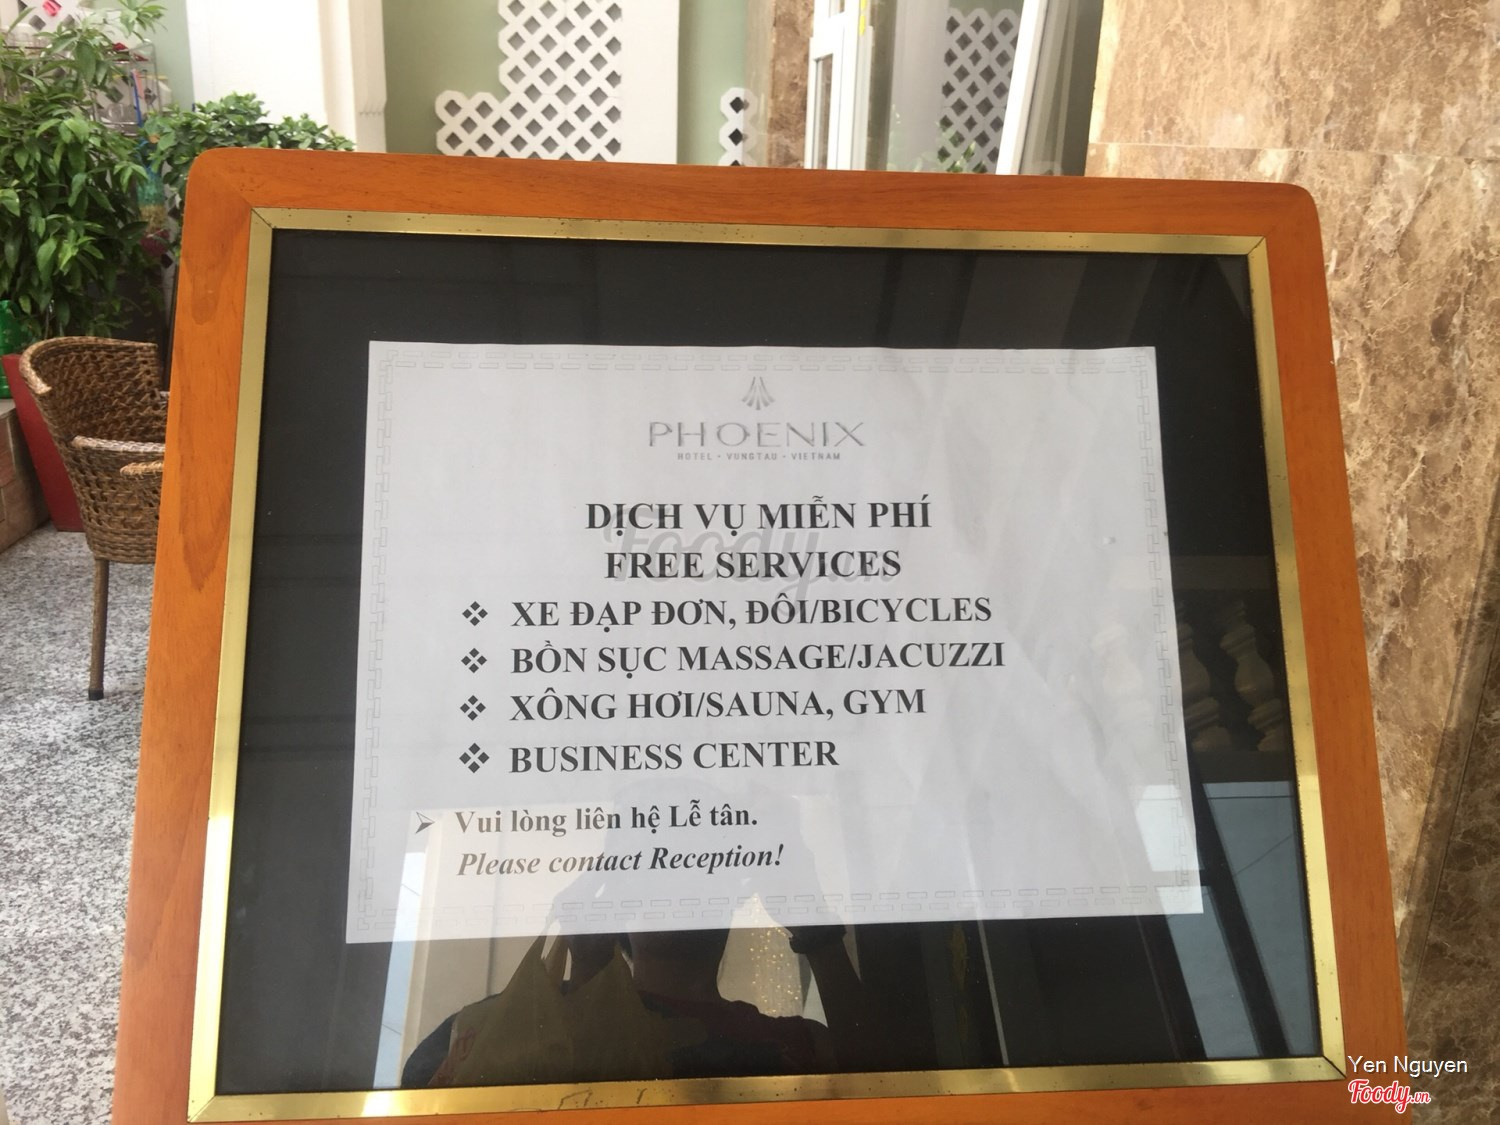 PHOENIX
HOTEL • VUNGTAU • VIETNAM
DỊCH VỤ MIỄN PHÍ
FREE SERVICES
❖ XE ĐẠP ĐƠN, ĐÔI/BICYCLES
❖ BỒN SỤC MASSAGE/JACUZZI
❖ XÔNG HƠI/SAUNA, GYM
❖ BUSINESS CENTER
➢ Vui lòng liên hệ Lễ tân.
Please contact Reception!
Foody.vn
Yen Nguyen
Foody.vn